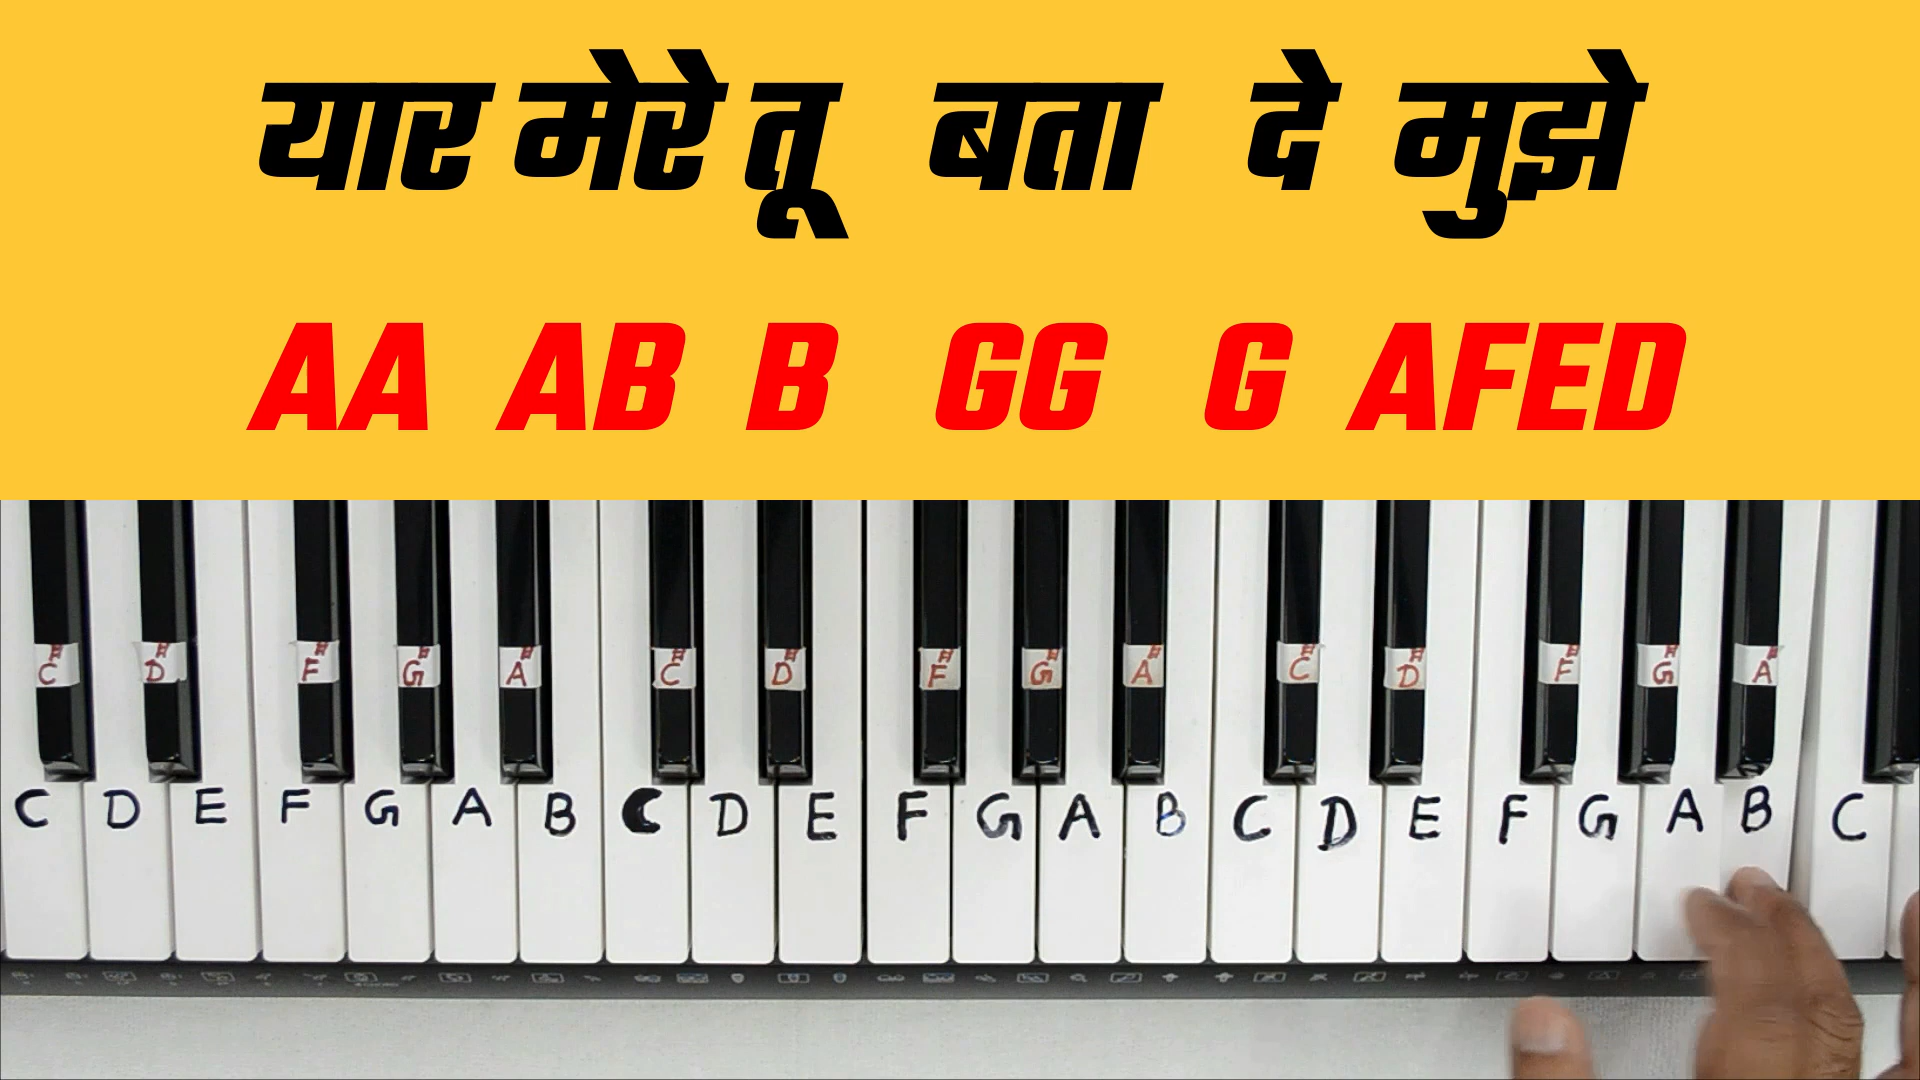 यार मेरे तू बता दे मुझे
AA AB B GG G AFED
C# D# F# G# A# C# D# F# G# A# C# D# F# G# A#
C D E F G A B C D E F G A B C D E F G A B C